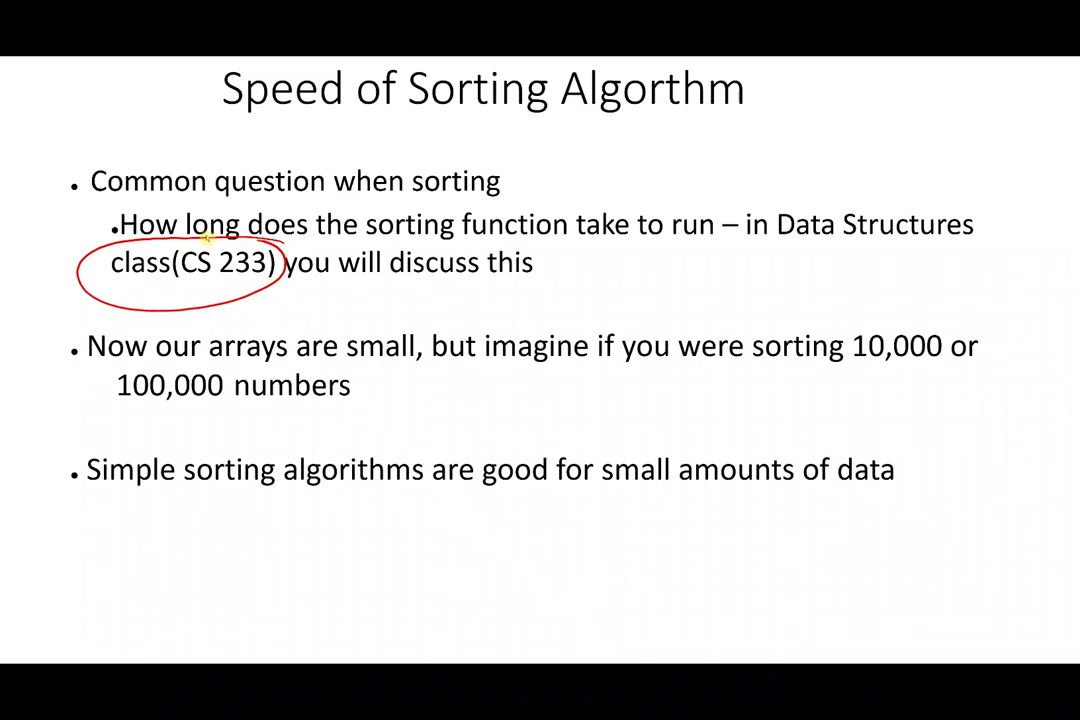 Speed of Sorting Algorthm
• Common question when sorting
•How long does the sorting function take to run – in Data Structures
class(CS 233) you will discuss this
• Now our arrays are small, but imagine if you were sorting 10,000 or
100,000 numbers
• Simple sorting algorithms are good for small amounts of data